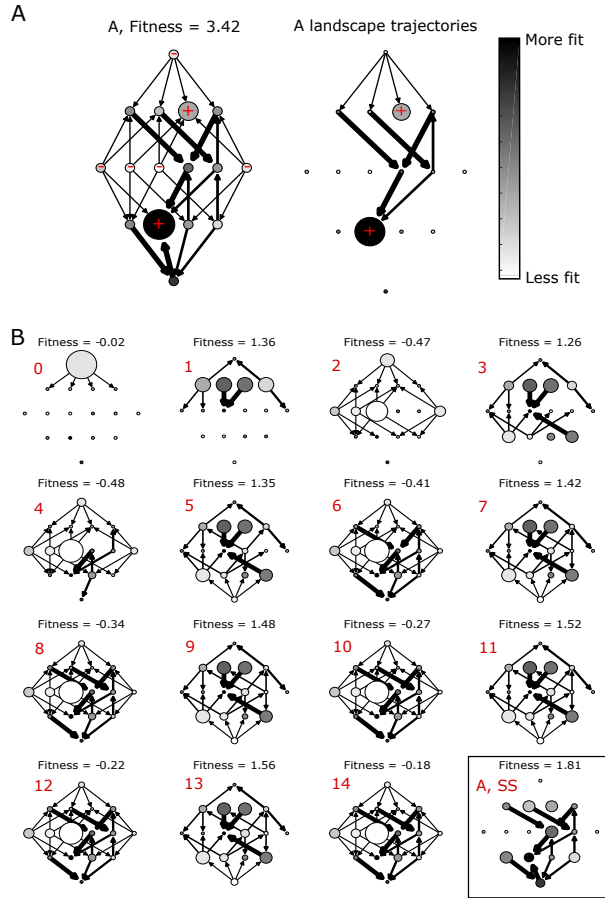 A
A, Fitness = 3.42
A landscape trajectories
More fit
Less fit
B
Fitness = -0.02
Fitness = 1.36
Fitness = -0.47
Fitness = 1.26
0
1
2
3
Fitness = -0.48
Fitness = 1.35
Fitness = -0.41
Fitness = 1.42
4
5
6
7
Fitness = -0.34
Fitness = 1.48
Fitness = -0.27
Fitness = 1.52
8
9
10
11
Fitness = -0.22
Fitness = 1.56
Fitness = -0.18
Fitness = 1.81
12
13
14
A, SS